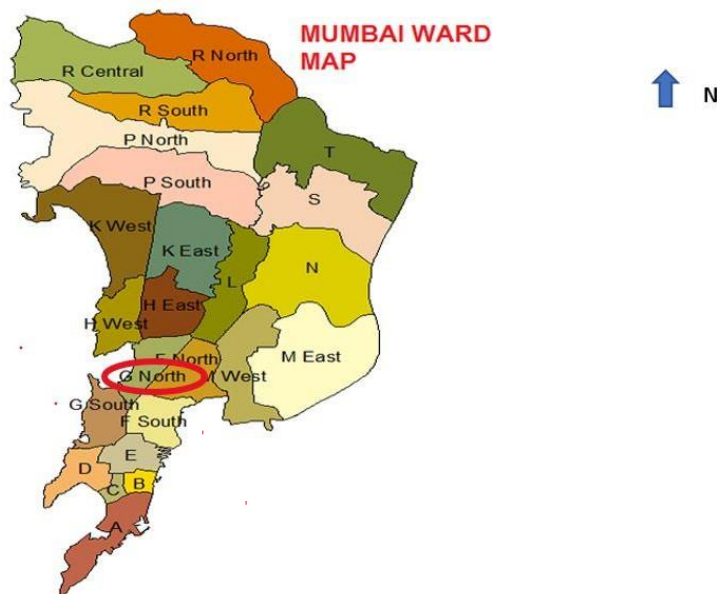 MUMBAI WARD
MAP
N
R North
R Central
R South
P North
T
P South
S
K West
K East
N
L
H East
H West
F North
M East
G North
M West
G South
F South
E
D
B
C
A